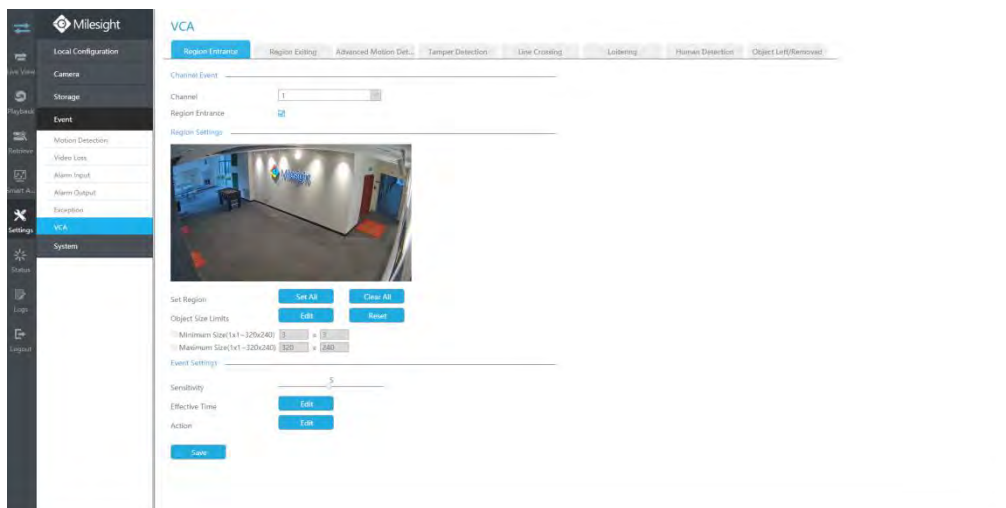 Milesight
VCA
Local Configuration
Live View
Camera
Storage
Playback
Event
Motion Detection
Retrieve
Video Loss
Alarm Input
Smart A...
Alarm Output
Exception
VCA
Settings
System
Status
Logs
Logout
Region Entrance Region Exiting Advanced Motion Det... Tamper Detection Line Crossing Loitering Human Detection Object Left/Removed
Channel Event
Channel 1
Region Entrance
Region Settings
Milesight
Set Region Set All Clear All
Object Size Limits Edit Reset
Minimum Size(1x1~320x240) 3 x 3
Maximum Size(1x1~320x240) 320 x 240
Event Settings
Sensitivity 5
Effective Time Edit
Action Edit
Save